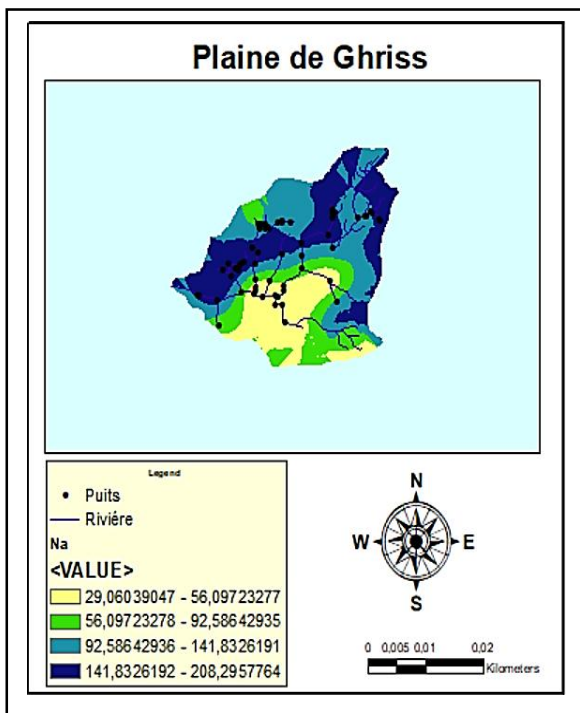 Plaine de Ghriss
Legend
Puits
Riviére
Na
<VALUE>
29,06039047 - 56,09723277
56,09723278 - 92,58642935
92,58642936 - 141,8326191
141,8326192 - 208,2957764
N
W E
S
0 0,005 0,01 0,02
Kilometers